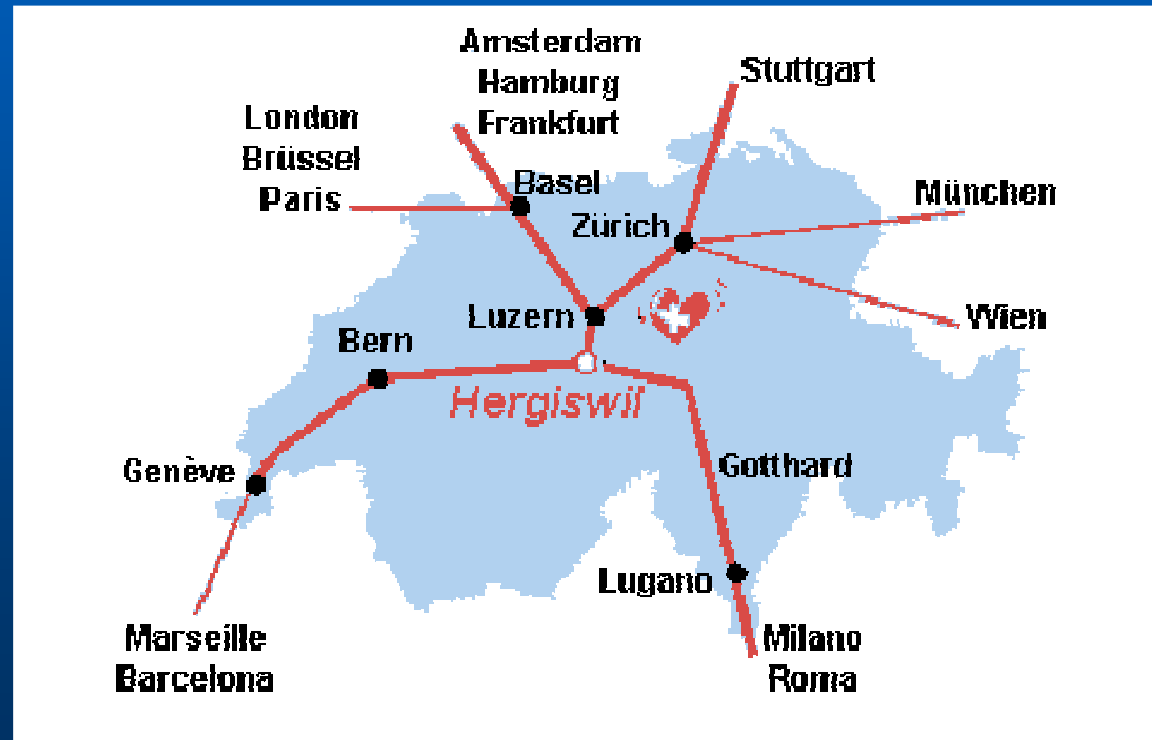 Amsterdam
Hamburg
Frankfurt
Stuttgart
London
Brüssel
Paris
Basel
Zürich
München
Luzern
Wien
Bern
Hergiswil
Genève
Gotthard
Lugano
Marseille
Barcelona
Milano
Roma